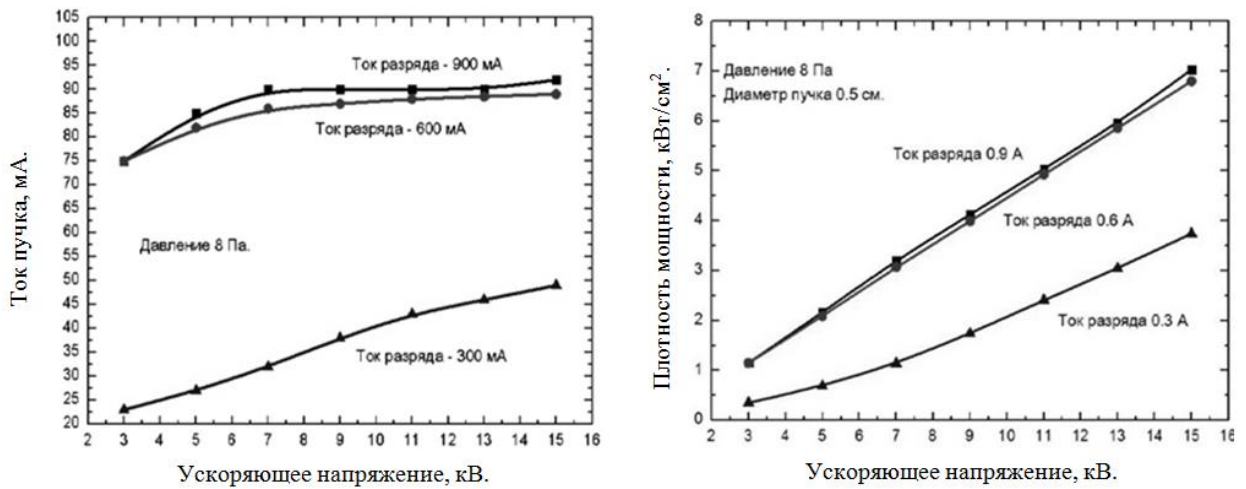 Ток пучка, мА.
105
100
95
90
85
80
75
70
65
60
55
50
45
40
35
30
25
20
Ток разряда - 900 мА
Ток разряда - 600 мА
Давление 8 Па.
Ток разряда - 300 мА
2 3 4 5 6 7 8 9 10 11 12 13 14 15 16
Ускоряющее напряжение, кВ.
Плотность мощности, кВт/см².
8
7
6
5
4
3
2
1
0
Давление 8 Па
Диаметр пучка 0.5 см.
Ток разряда 0.9 А
Ток разряда 0.6 А
Ток разряда 0.3 А
2 3 4 5 6 7 8 9 10 11 12 13 14 15 16
Ускоряющее напряжение, кВ.